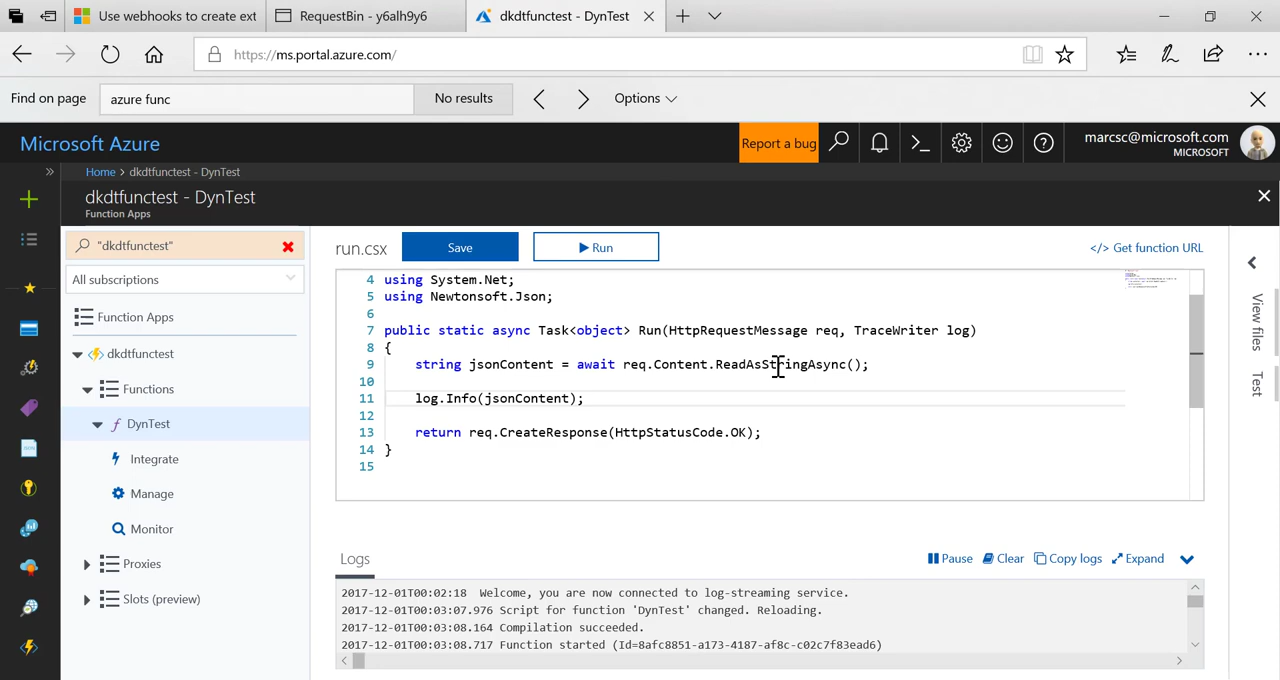 Use webhooks to create ext
RequestBin - y6alh9y6
dkdtfunctest - DynTest
https://ms.portal.azure.com/
Find on page
azure func
No results
Options
Microsoft Azure
Report a bug
marcsc@microsoft.com
MICROSOFT
Home > dkdtfunctest - DynTest
dkdtfunctest - DynTest
Function Apps
"dkdtfunctest"
All subscriptions
Function Apps
dkdtfunctest
Functions
DynTest
Integrate
Manage
Monitor
Proxies
Slots (preview)
run.csx
Save
Run
</> Get function URL
4 using System.Net;
5 using Newtonsoft.Json;
6
7 public static async Task<object> Run(HttpRequestMessage req, TraceWriter log)
8 {
9 string jsonContent = await req.Content.ReadAsStringAsync();
10
11 log.Info(jsonContent);
12
13 return req.CreateResponse(HttpStatusCode.OK);
14 }
15
View files
Test
Logs
Pause
Clear
Copy logs
Expand
2017-12-01T00:02:18 Welcome, you are now connected to log-streaming service.
2017-12-01T00:03:07.976 Script for function 'DynTest' changed. Reloading.
2017-12-01T00:03:08.164 Compilation succeeded.
2017-12-01T00:03:08.717 Function started (Id=8afc8851-a173-4187-af8c-c02c7f83ead6)